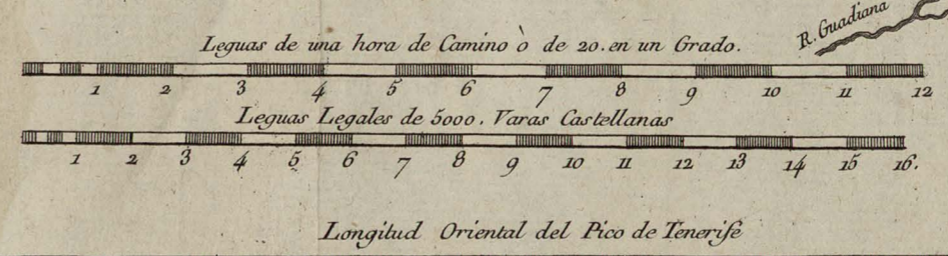 R. Guadiana
Leguas de una hora de Camino ò de 20. en un Grado.
1 2 3 4 5 6 7 8 9 10 11 12
Leguas Legales de 5000. Varas Castellanas
1 2 3 4 5 6 7 8 9 10 11 12 13 14 15 16.
Longitud Oriental del Pico de Tenerife